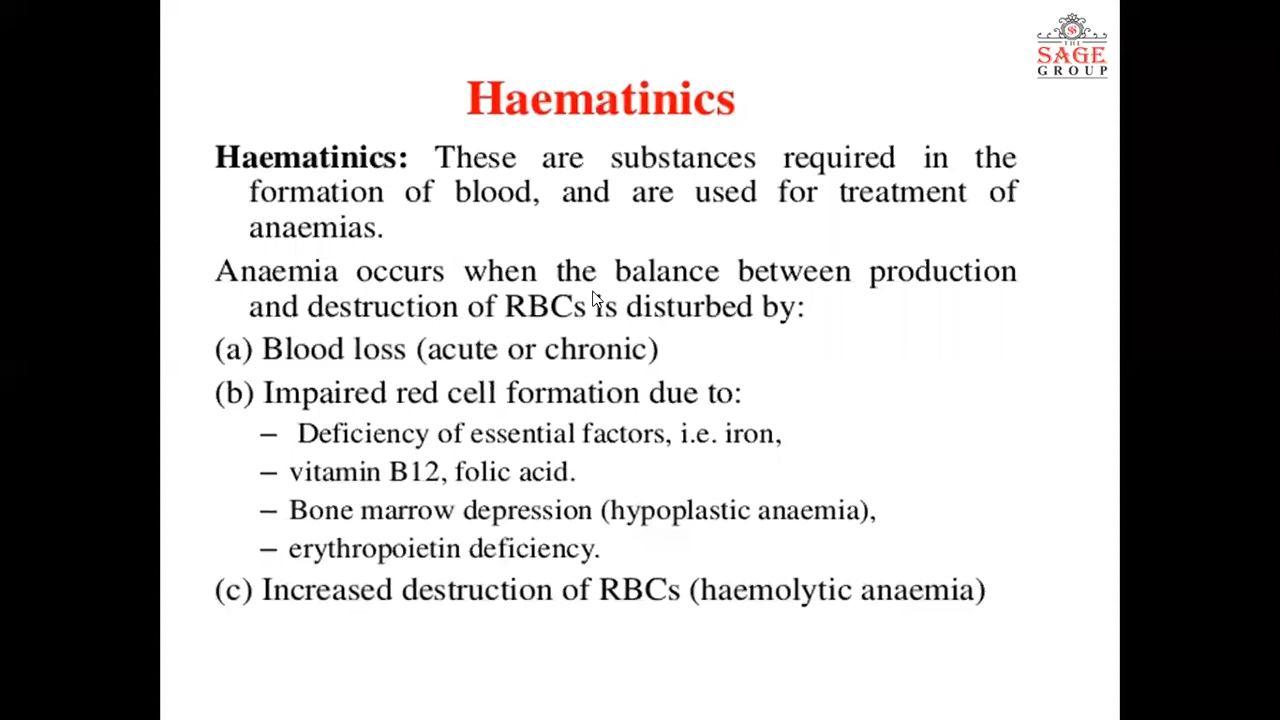 THE
SAGE
GROUP
Haematinics
Haematinics: These are substances required in the
formation of blood, and are used for treatment of
anaemias.
Anaemia occurs when the balance between production
and destruction of RBCs is disturbed by:
(a) Blood loss (acute or chronic)
(b) Impaired red cell formation due to:
– Deficiency of essential factors, i.e. iron,
– vitamin B12, folic acid.
– Bone marrow depression (hypoplastic anaemia),
– erythropoietin deficiency.
(c) Increased destruction of RBCs (haemolytic anaemia)